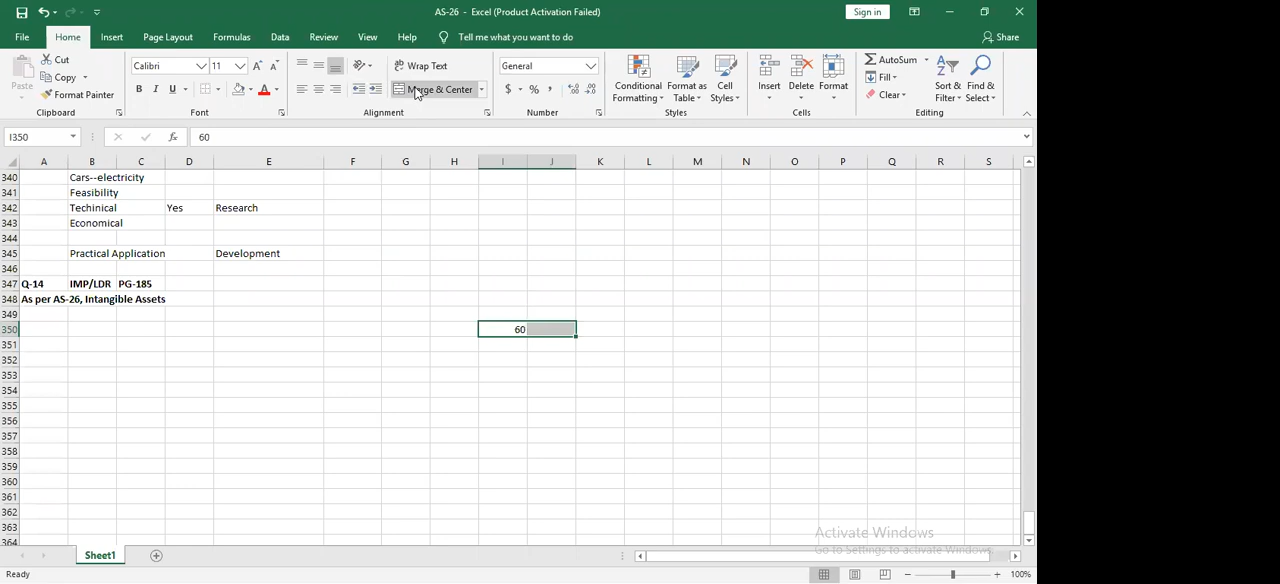 AS-26 - Excel (Product Activation Failed)
Sign in
File Home Insert Page Layout Formulas Data Review View Help Tell me what you want to do
Share
Paste
Cut
Copy
Format Painter
Clipboard
Calibri 11
B I U
Font
Wrap Text
Merge & Center
Alignment
General
$ % ,
Number
Conditional Formatting
Format as Table
Cell Styles
Styles
Insert Delete Format
Cells
AutoSum
Fill
Clear
Sort & Filter
Find & Select
Editing
I350 fx 60
A B C D E F G H I J K L M N O P Q R S
340 Cars--electricity
341 Feasibility
342 Techinical Yes Research
343 Economical
344
345 Practical Application Development
346
347 Q-14 IMP/LDR PG-185
348 As per AS-26, Intangible Assets
349
350 60
351
352
353
354
355
356
357
358
359
360
361
362
363
364
Activate Windows
Go to Settings to activate Windows.
Sheet1
Ready
100%